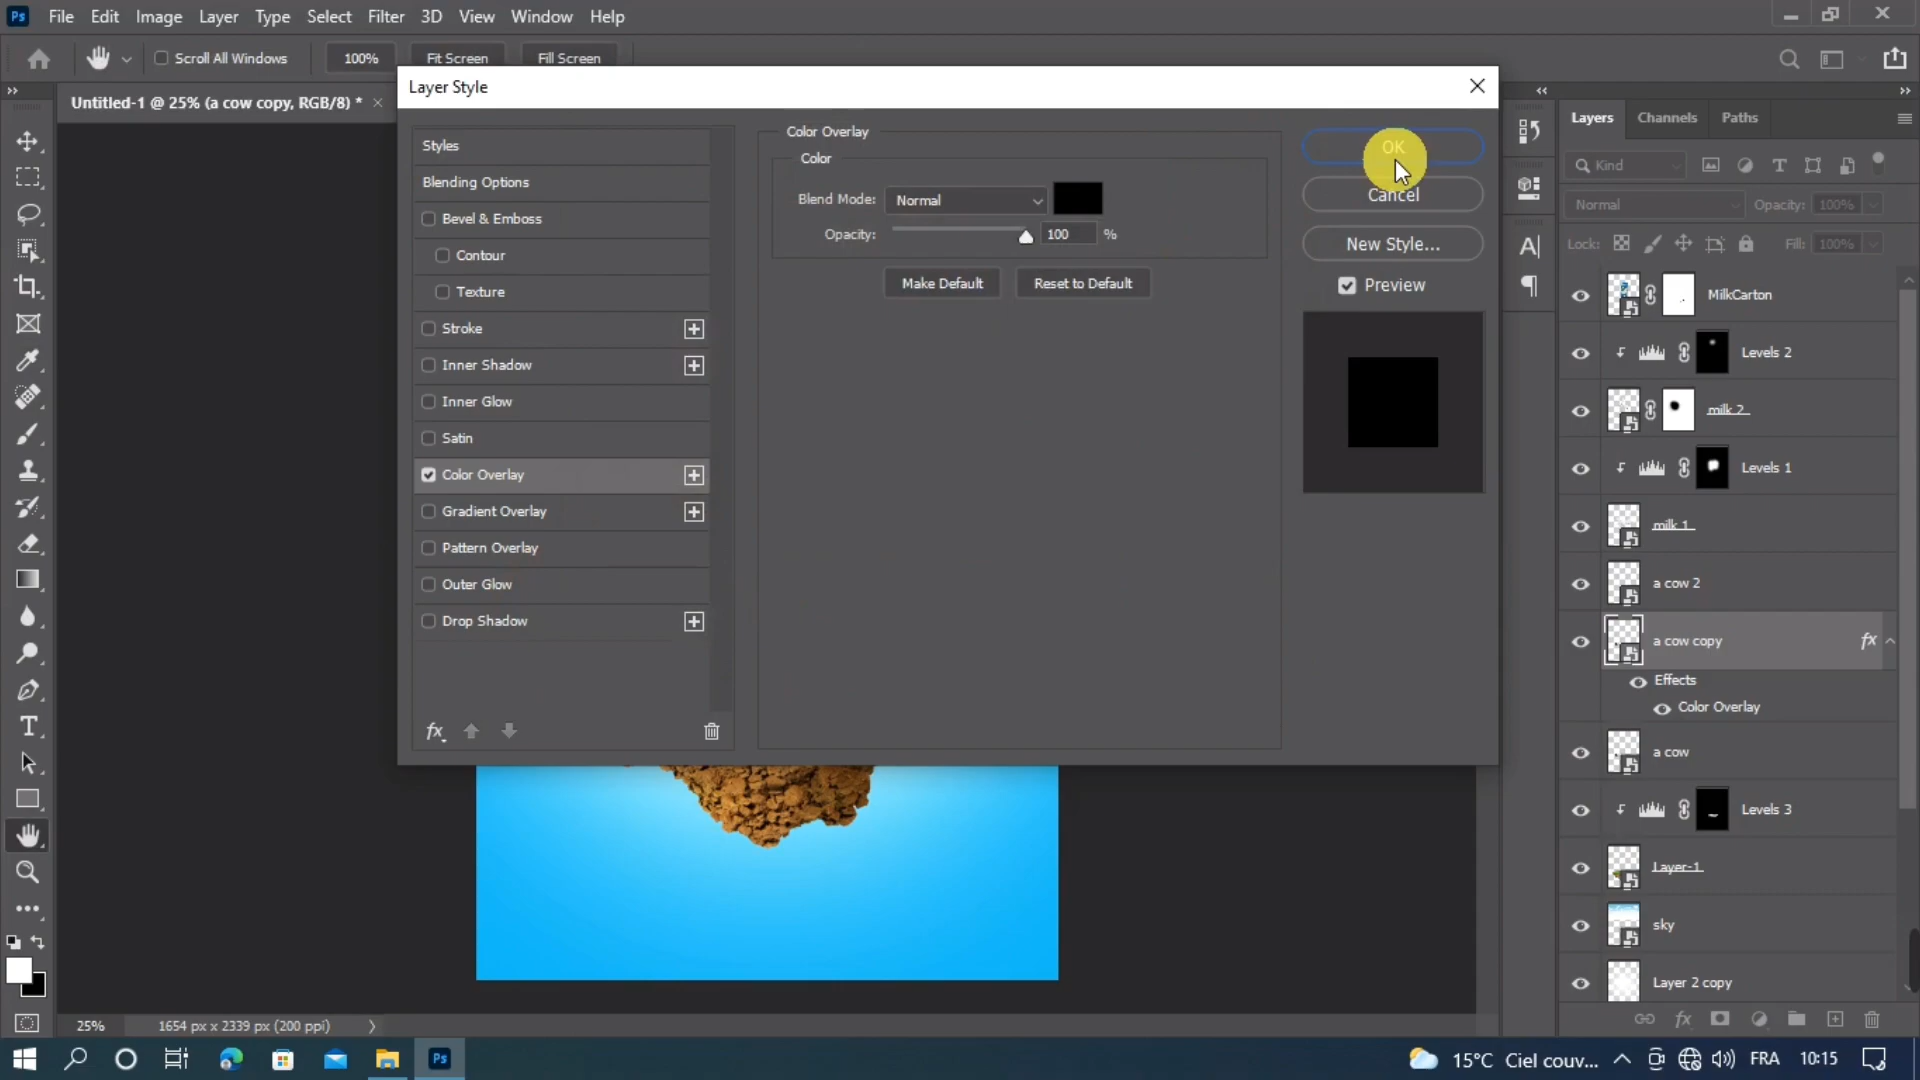 Ps File Edit Image Layer Type Select Filter 3D View Window Help
Scroll All Windows 100% Fit Screen Fill Screen
Untitled-1 @ 25% (a cow copy, RGB/8) * ×
Layer Style
Styles
Blending Options
Bevel & Emboss
Contour
Texture
Stroke
Inner Shadow
Inner Glow
Satin
Color Overlay
Gradient Overlay
Pattern Overlay
Outer Glow
Drop Shadow
fx
Color Overlay
Color
Blend Mode: Normal
Opacity: 100 %
Make Default Reset to Default
OK
Cancel
New Style...
Preview
Layers Channels Paths
Kind
Normal Opacity: 100%
Lock: Fill: 100%
MilkCarton
Levels 2
milk 2
Levels 1
milk 1
a cow 2
a cow copy fx
Effects
Color Overlay
a cow
Levels 3
Layer-1
sky
Layer 2 copy
fx
25% 1654 px x 2339 px (200 ppi)
Ps 15°C Ciel couv... FRA 10:15